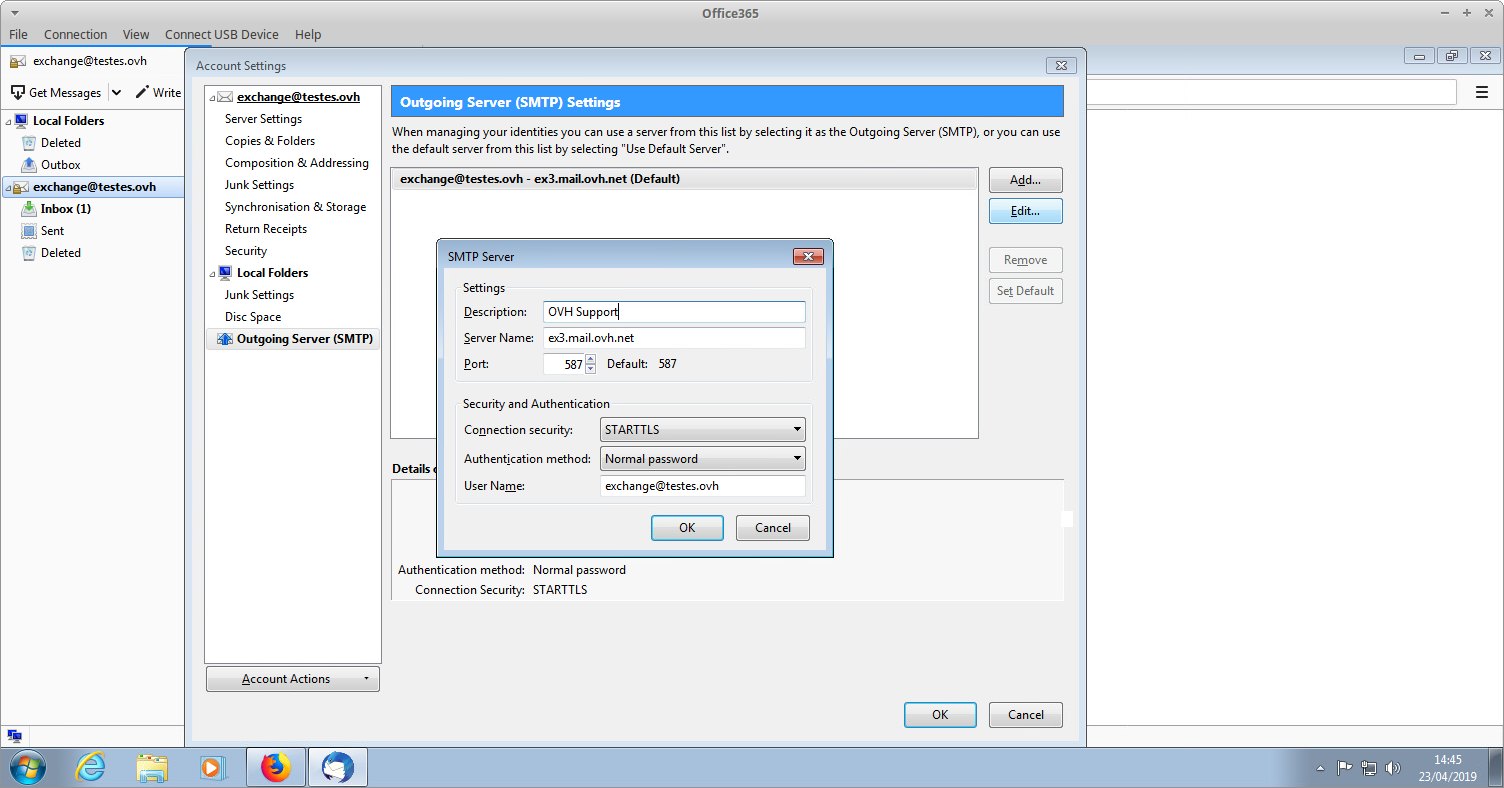 Office365
File Connection View Connect USB Device Help
exchange@testes.ovh
Get Messages Write
Local Folders
Deleted
Outbox
exchange@testes.ovh
Inbox (1)
Sent
Deleted
Account Settings
exchange@testes.ovh
Server Settings
Copies & Folders
Composition & Addressing
Junk Settings
Synchronisation & Storage
Return Receipts
Security
Local Folders
Junk Settings
Disc Space
Outgoing Server (SMTP)
Account Actions
Outgoing Server (SMTP) Settings
When managing your identities you can use a server from this list by selecting it as the Outgoing Server (SMTP), or you can use
the default server from this list by selecting "Use Default Server".
exchange@testes.ovh - ex3.mail.ovh.net (Default)
Add...
Edit...
Remove
Set Default
SMTP Server
Settings
Description: OVH Support
Server Name: ex3.mail.ovh.net
Port: 587 Default: 587
Security and Authentication
Connection security: STARTTLS
Authentication method: Normal password
User Name: exchange@testes.ovh
OK Cancel
Details
Authentication method: Normal password
Connection Security: STARTTLS
OK Cancel
14:45
23/04/2019